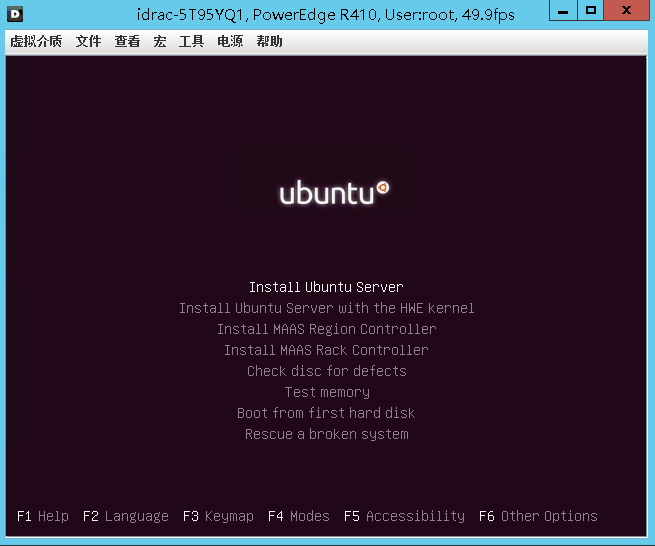 idrac-5T95YQ1, PowerEdge R410, User:root, 49.9fps
虚拟介质 文件 查看 宏 工具 电源 帮助
ubuntu
Install Ubuntu Server
Install Ubuntu Server with the HWE kernel
Install MAAS Region Controller
Install MAAS Rack Controller
Check disc for defects
Test memory
Boot from first hard disk
Rescue a broken system
F1 Help F2 Language F3 Keymap F4 Modes F5 Accessibility F6 Other Options